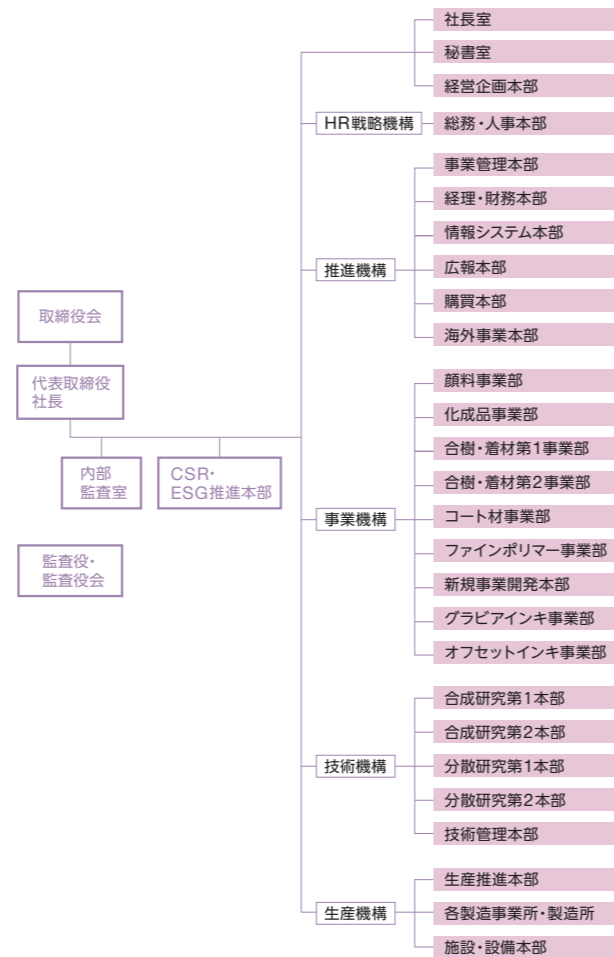 社長室
秘書室
経営企画本部
HR戦略機構
総務・人事本部
事業管理本部
経理・財務本部
情報システム本部
推進機構
広報本部
購買本部
海外事業本部
取締役会
代表取締役
社長
内部
監査室
CSR・
ESG推進本部
監査役・
監査役会
顔料事業部
化成品事業部
合樹・着材第1事業部
合樹・着材第2事業部
事業機構
コート材事業部
ファインポリマー事業部
新規事業開発本部
グラビアインキ事業部
オフセットインキ事業部
合成研究第1本部
合成研究第2本部
技術機構
分散研究第1本部
分散研究第2本部
技術管理本部
生産推進本部
生産機構
各製造事業所・製造所
施設・設備本部